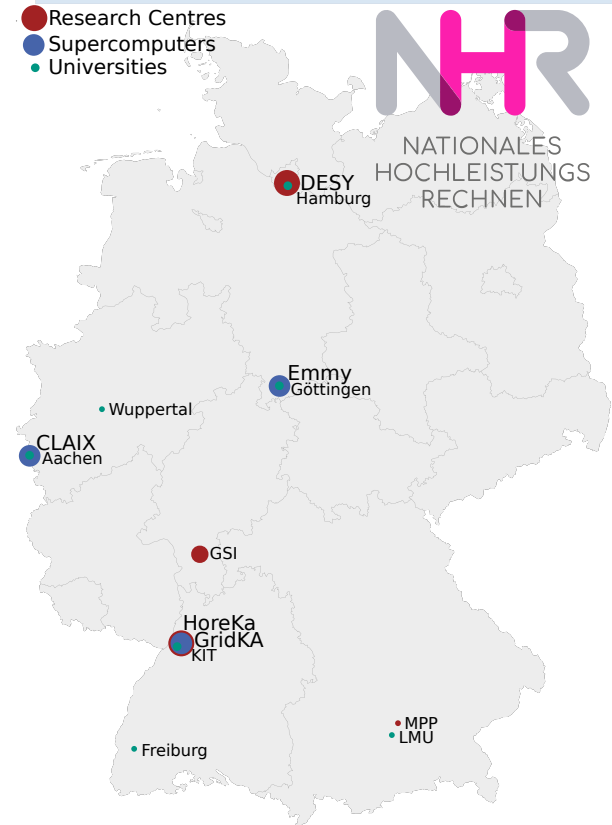 Research Centres
Supercomputers
Universities
NHR
NATIONALES
HOCHLEISTUNGS
RECHNEN
DESY
Hamburg
Emmy
Göttingen
Wuppertal
CLAIX
Aachen
GSI
HoreKa
GridKA
KIT
MPP
LMU
Freiburg